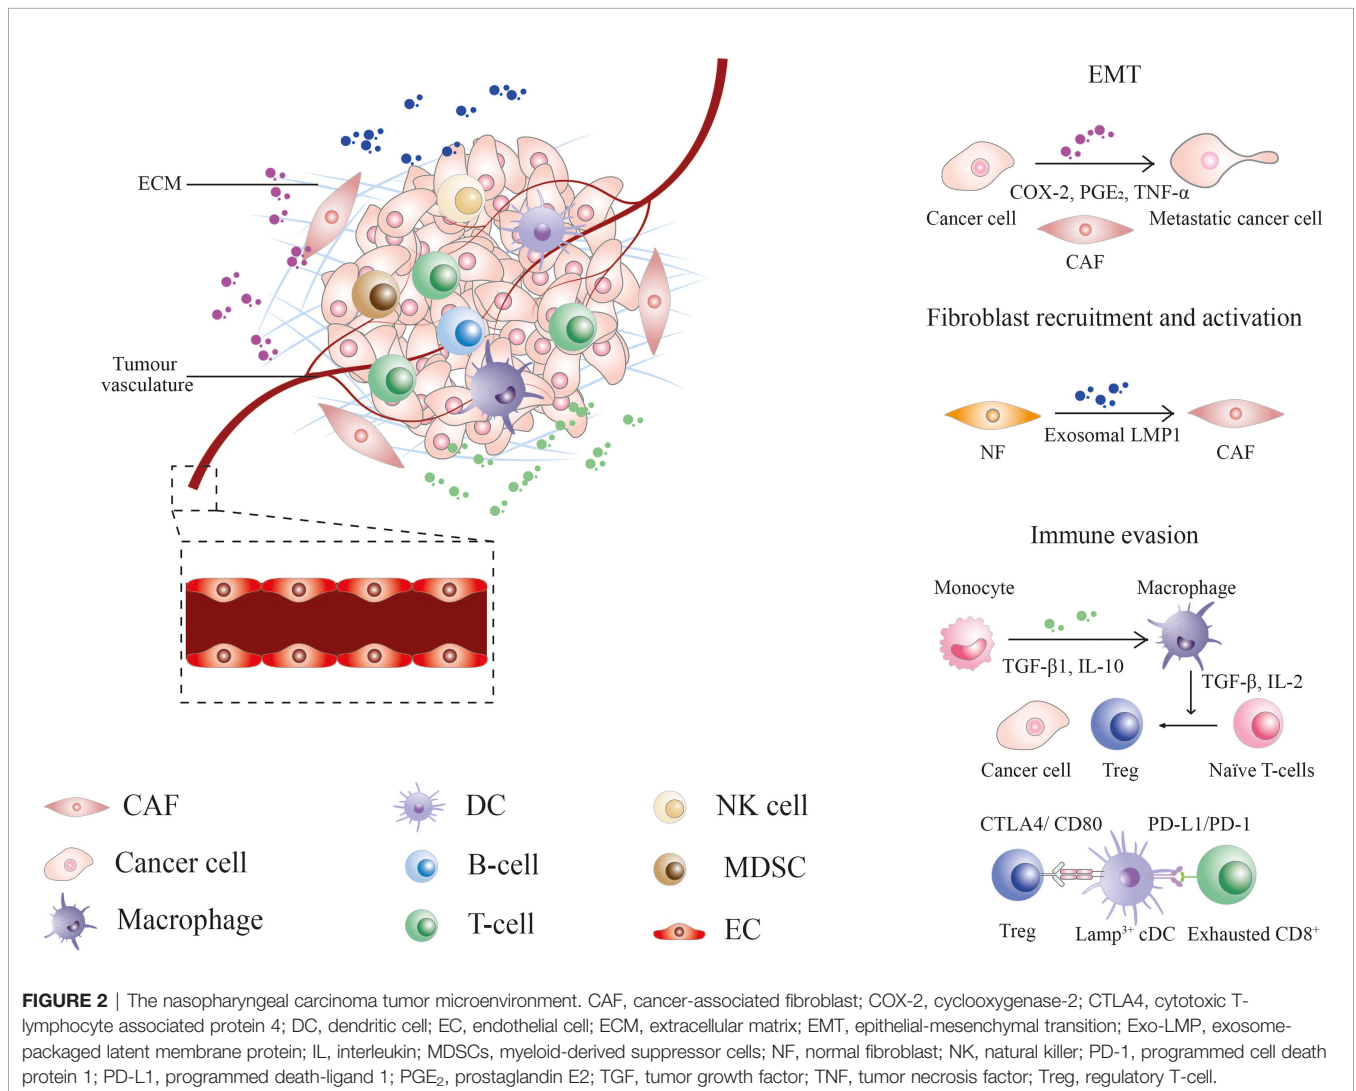 ECM
Tumour
vasculature
EMT
COX-2, PGE₂, TNF-α
Cancer cell
Metastatic cancer cell
CAF
Fibroblast recruitment and activation
Exosomal LMP1
NF
CAF
Immune evasion
Monocyte
Macrophage
TGF-β1, IL-10
TGF-β, IL-2
Cancer cell
Treg
Naïve T-cells
CTLA4/ CD80
PD-L1/PD-1
Treg
Lamp³⁺ cDC
Exhausted CD8⁺
CAF
DC
NK cell
Cancer cell
B-cell
MDSC
Macrophage
T-cell
EC
FIGURE 2 | The nasopharyngeal carcinoma tumor microenvironment. CAF, cancer-associated fibroblast; COX-2, cyclooxygenase-2; CTLA4, cytotoxic T-
lymphocyte associated protein 4; DC, dendritic cell; EC, endothelial cell; ECM, extracellular matrix; EMT, epithelial-mesenchymal transition; Exo-LMP, exosome-
packaged latent membrane protein; IL, interleukin; MDSCs, myeloid-derived suppressor cells; NF, normal fibroblast; NK, natural killer; PD-1, programmed cell death
protein 1; PD-L1, programmed death-ligand 1; PGE₂, prostaglandin E2; TGF, tumor growth factor; TNF, tumor necrosis factor; Treg, regulatory T-cell.